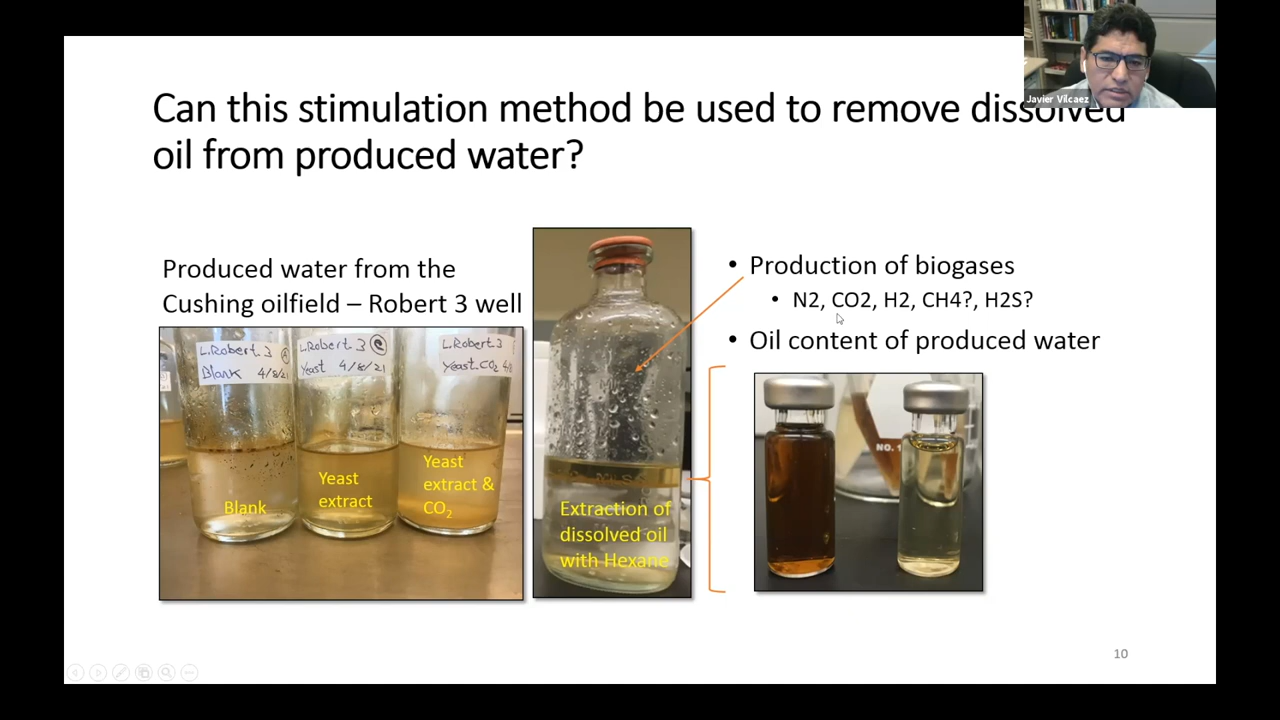 Javier Vilcaez
Can this stimulation method be used to remove dissolved
oil from produced water?
Produced water from the
Cushing oilfield – Robert 3 well
L.Robert.3
Blank 4/8/21
L.Robert 3
Yeast 4/8/21
L.Robert3
Yeast.CO2 4/8
Blank
Yeast
extract
Yeast
extract &
CO2
Extraction of
dissolved oil
with Hexane
• Production of biogases
• N2, CO2, H2, CH4?, H2S?
• Oil content of produced water
NO. 1
10